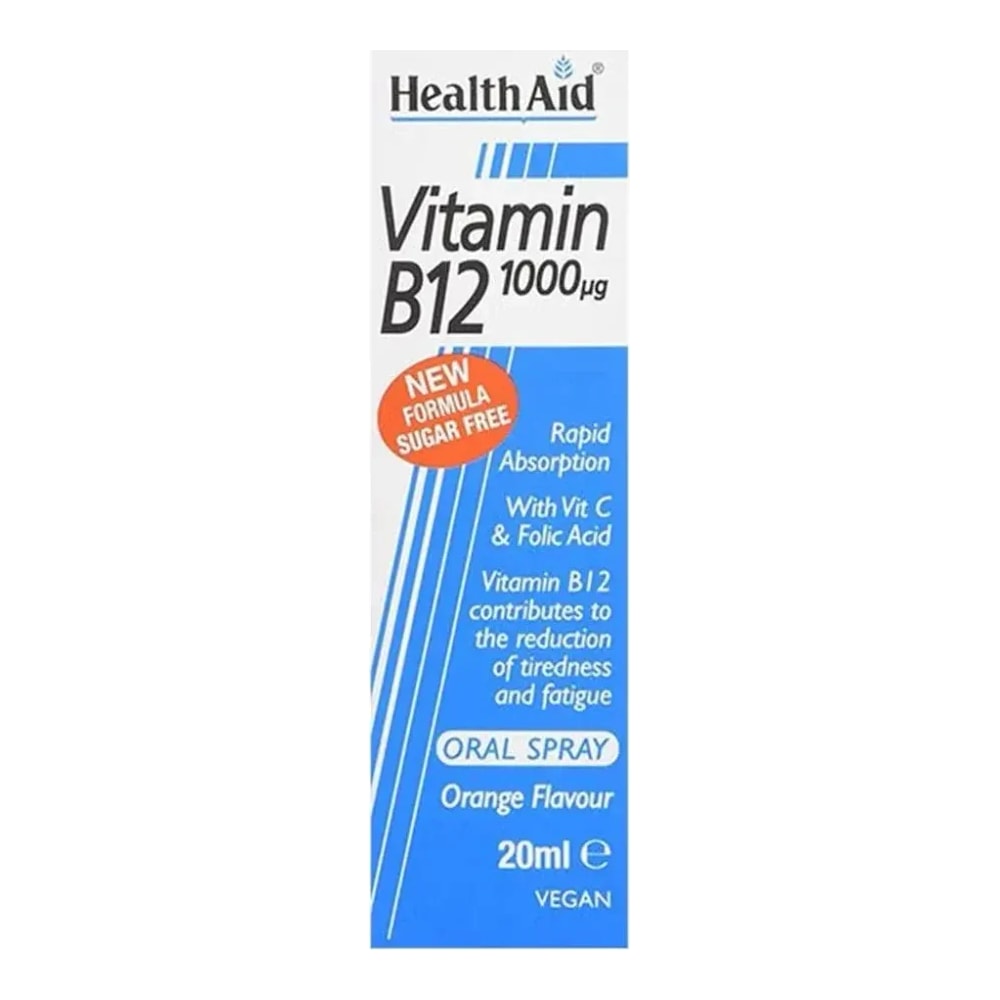 HealthAid®
Vitamin
B12 1000µg
NEW
FORMULA
SUGAR FREE
Rapid
Absorption
With Vit C
& Folic Acid
Vitamin B12
contributes to
the reduction
of tiredness
and fatigue
ORAL SPRAY
Orange Flavour
20ml ℮
VEGAN